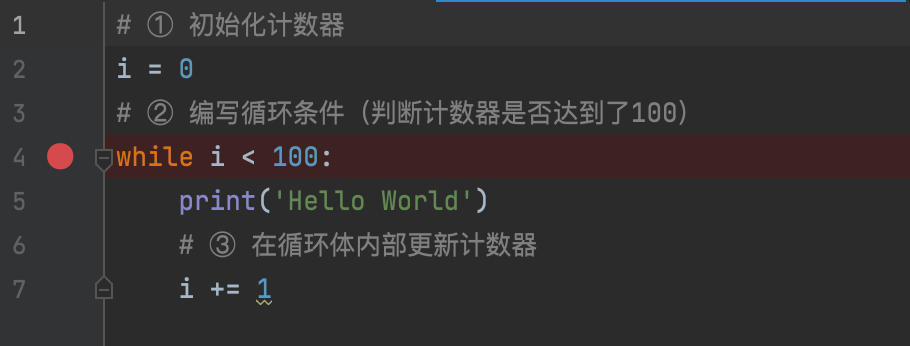 1 # ① 初始化计数器
2 i = 0
3 # ② 编写循环条件（判断计数器是否达到了100）
4 while i < 100:
5     print('Hello World')
6     # ③ 在循环体内部更新计数器
7     i += 1